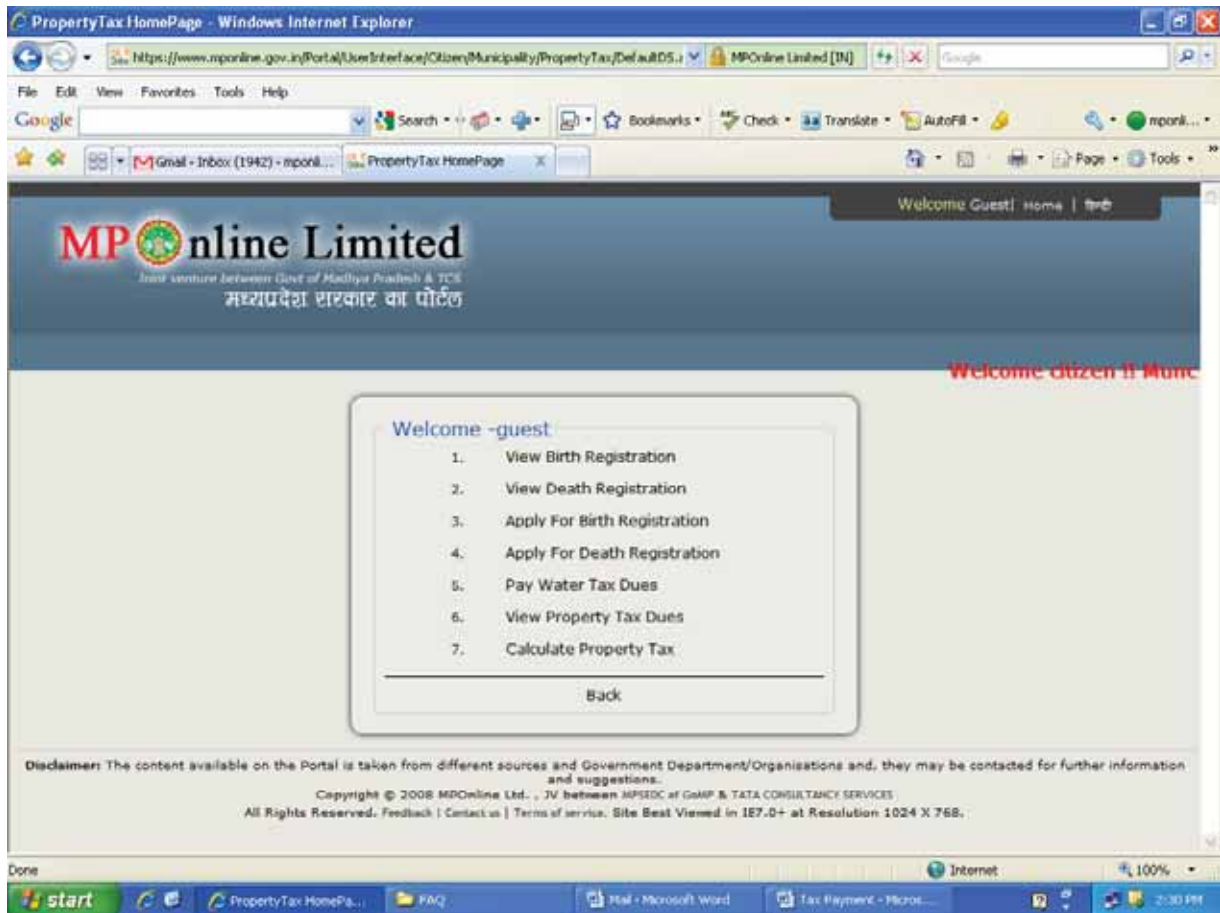 PropertyTax HomePage - Windows Internet Explorer
https://www.mponline.gov.in/Portal/UserInterface/Citizen/Municipality/PropertyTax/DefaultDS.a MPOnline Limited [IN] Google
File Edit View Favorites Tools Help
Google Search Bookmarks Check Translate AutoFill mponli...
Gmail - Inbox (1942) - mponli... PropertyTax HomePage X Page Tools »
Welcome Guest| Home | हिन्दी
MPOnline Limited
Joint venture between Govt of Madhya Pradesh & TCS
मध्यप्रदेश सरकार का पोर्टल
Welcome citizen !! Munc
Welcome -guest
1. View Birth Registration
2. View Death Registration
3. Apply For Birth Registration
4. Apply For Death Registration
5. Pay Water Tax Dues
6. View Property Tax Dues
7. Calculate Property Tax
Back
Disclaimer: The content available on the Portal is taken from different sources and Government Department/Organisations and, they may be contacted for further information
and suggestions.
Copyright © 2008 MPOnline Ltd. , JV between MPSEDC of GoMP & TATA CONSULTANCY SERVICES
All Rights Reserved. Feedback | Contact us | Terms of service. Site Best Viewed in IE7.0+ at Resolution 1024 X 768.
Done Internet 100%
start PropertyTax HomePa... FAQ Mail - Microsoft Word Tax Payment - Micros... 2:30 PM